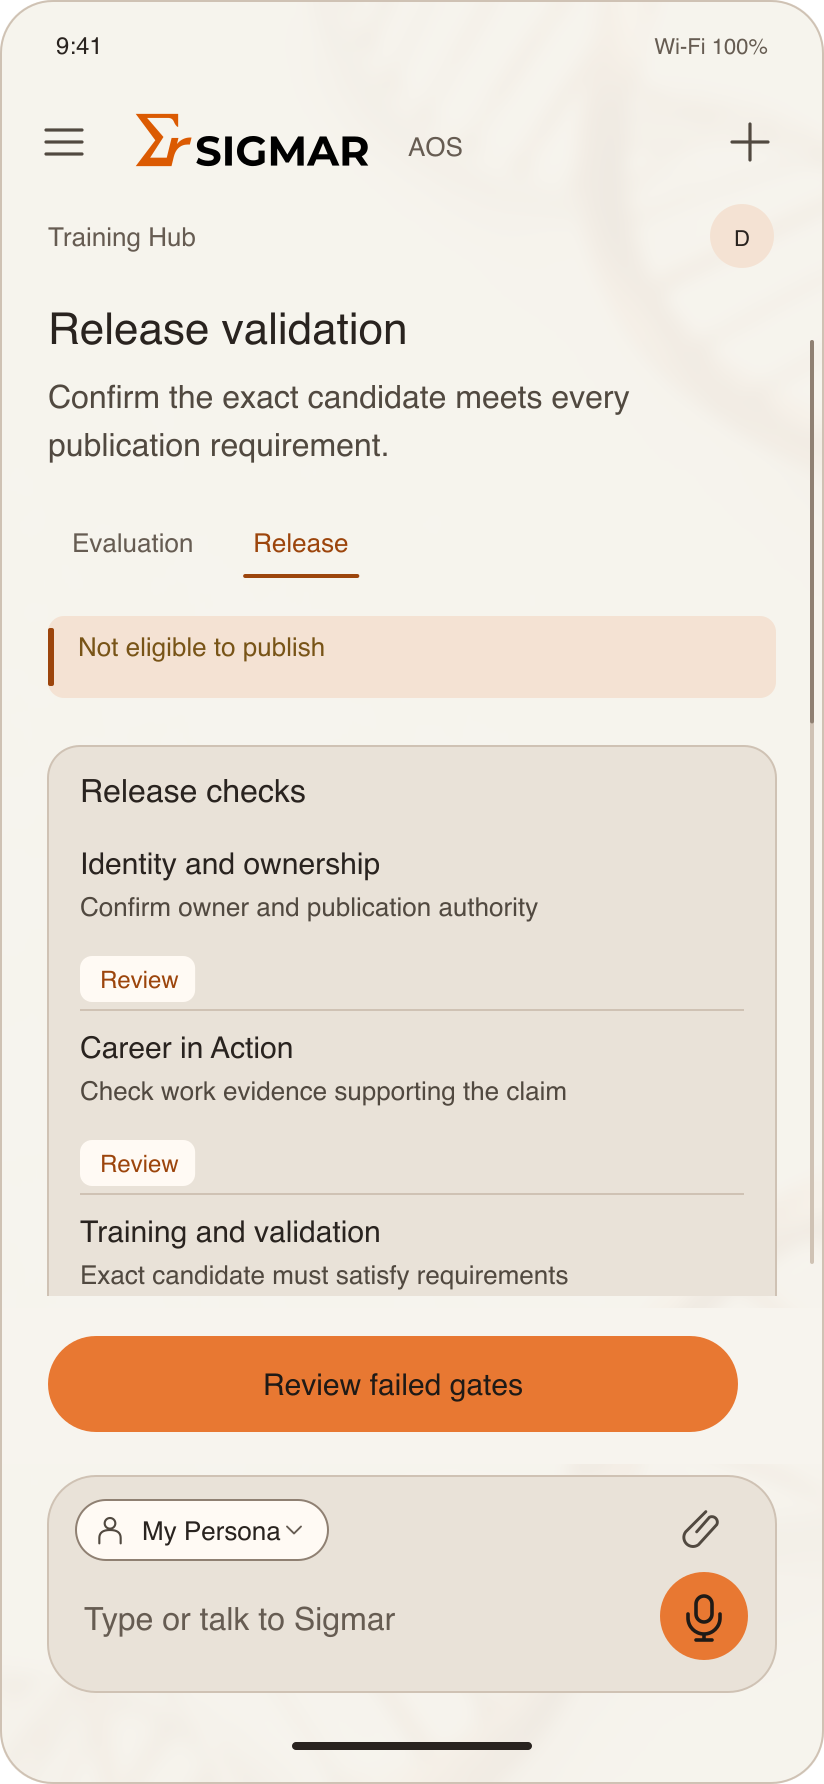 9:41
Wi-Fi 100%
Σr SIGMAR AOS
Training Hub
D
Release validation
Confirm the exact candidate meets every
publication requirement.
Evaluation
Release
Not eligible to publish
Release checks
Identity and ownership
Confirm owner and publication authority
Review
Career in Action
Check work evidence supporting the claim
Review
Training and validation
Exact candidate must satisfy requirements
Review failed gates
My Persona
Type or talk to Sigmar